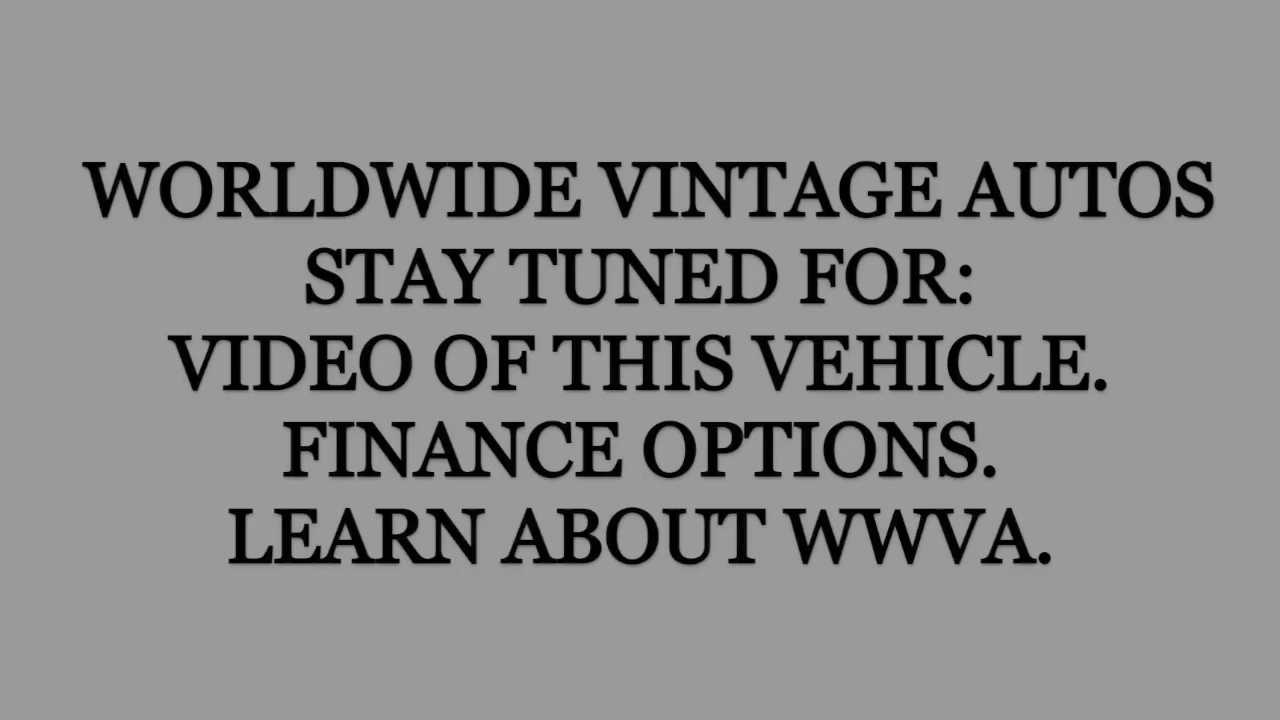 WORLDWIDE VINTAGE AUTOS
STAY TUNED FOR:
VIDEO OF THIS VEHICLE.
FINANCE OPTIONS.
LEARN ABOUT WWVA.